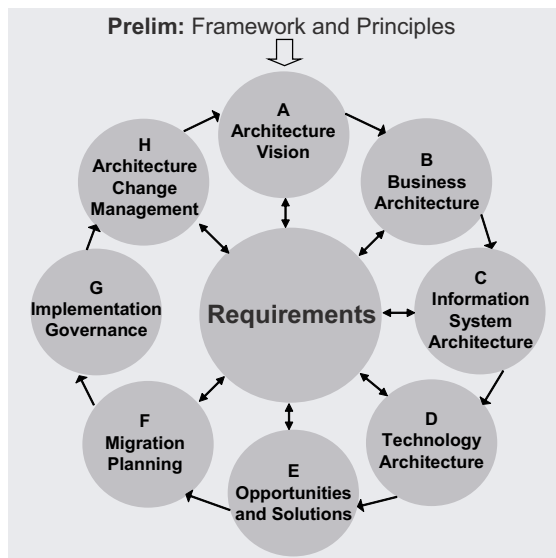 Prelim: Framework and Principles
A
Architecture
Vision
B
Business
Architecture
C
Information
System
Architecture
D
Technology
Architecture
E
Opportunities
and Solutions
F
Migration
Planning
G
Implementation
Governance
H
Architecture
Change
Management
Requirements